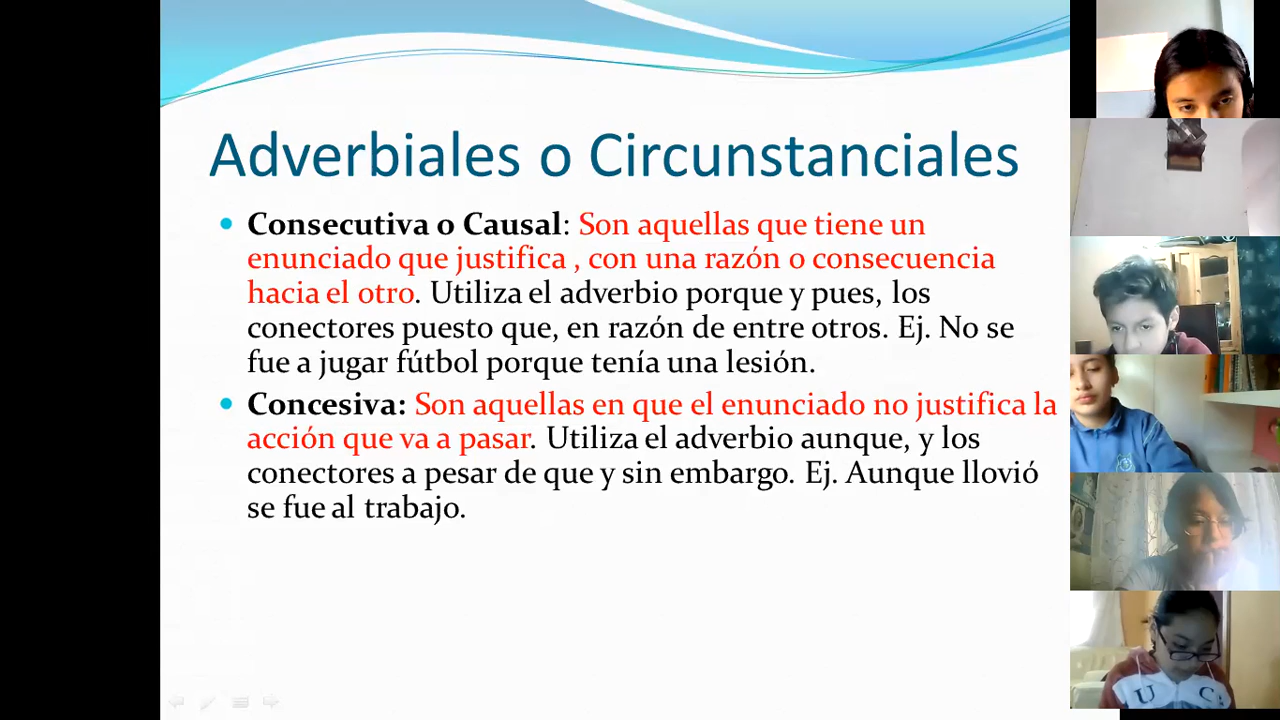 Adverbiales o Circunstanciales
Consecutiva o Causal: Son aquellas que tiene un
enunciado que justifica , con una razón o consecuencia
hacia el otro. Utiliza el adverbio porque y pues, los
conectores puesto que, en razón de entre otros. Ej. No se
fue a jugar fútbol porque tenía una lesión.
Concesiva: Son aquellas en que el enunciado no justifica la
acción que va a pasar. Utiliza el adverbio aunque, y los
conectores a pesar de que y sin embargo. Ej. Aunque llovió
se fue al trabajo.
U C